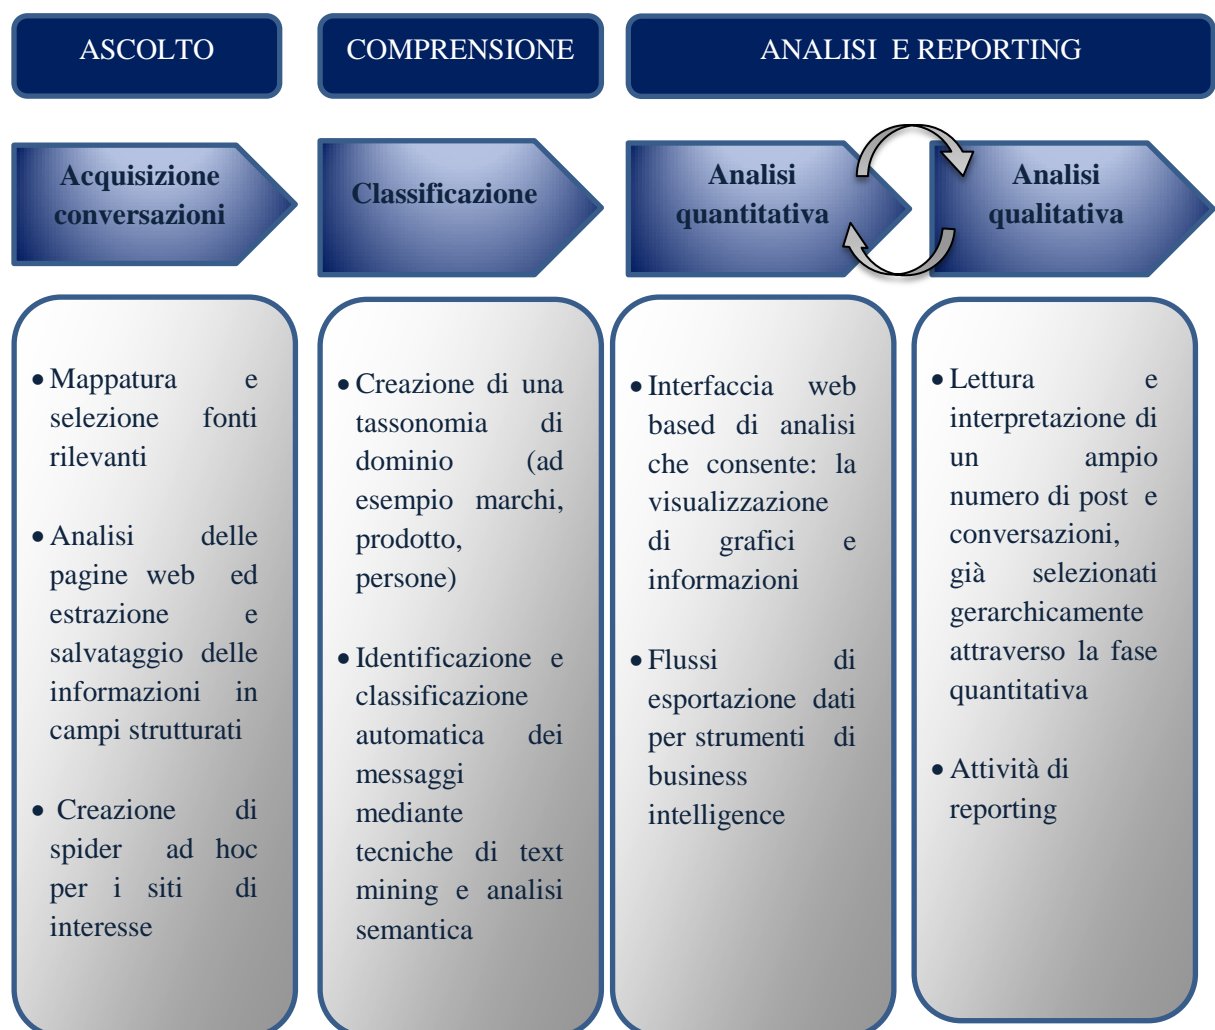 ASCOLTO
COMPRENSIONE
ANALISI E REPORTING
Acquisizione
conversazioni
Classificazione
Analisi
quantitativa
Analisi
qualitativa
• Mappatura e
selezione fonti
rilevanti
• Analisi delle
pagine web ed
estrazione e
salvataggio delle
informazioni in
campi strutturati
• Creazione di
spider ad hoc
per i siti di
interesse
• Creazione di una
tassonomia di
dominio (ad
esempio marchi,
prodotto,
persone)
• Identificazione e
classificazione
automatica dei
messaggi
mediante
tecniche di text
mining e analisi
semantica
• Interfaccia web
based di analisi
che consente: la
visualizzazione
di grafici e
informazioni
• Flussi di
esportazione dati
per strumenti di
business
intelligence
• Lettura e
interpretazione di
un ampio
numero di post e
conversazioni,
già selezionati
gerarchicamente
attraverso la fase
quantitativa
• Attività di
reporting